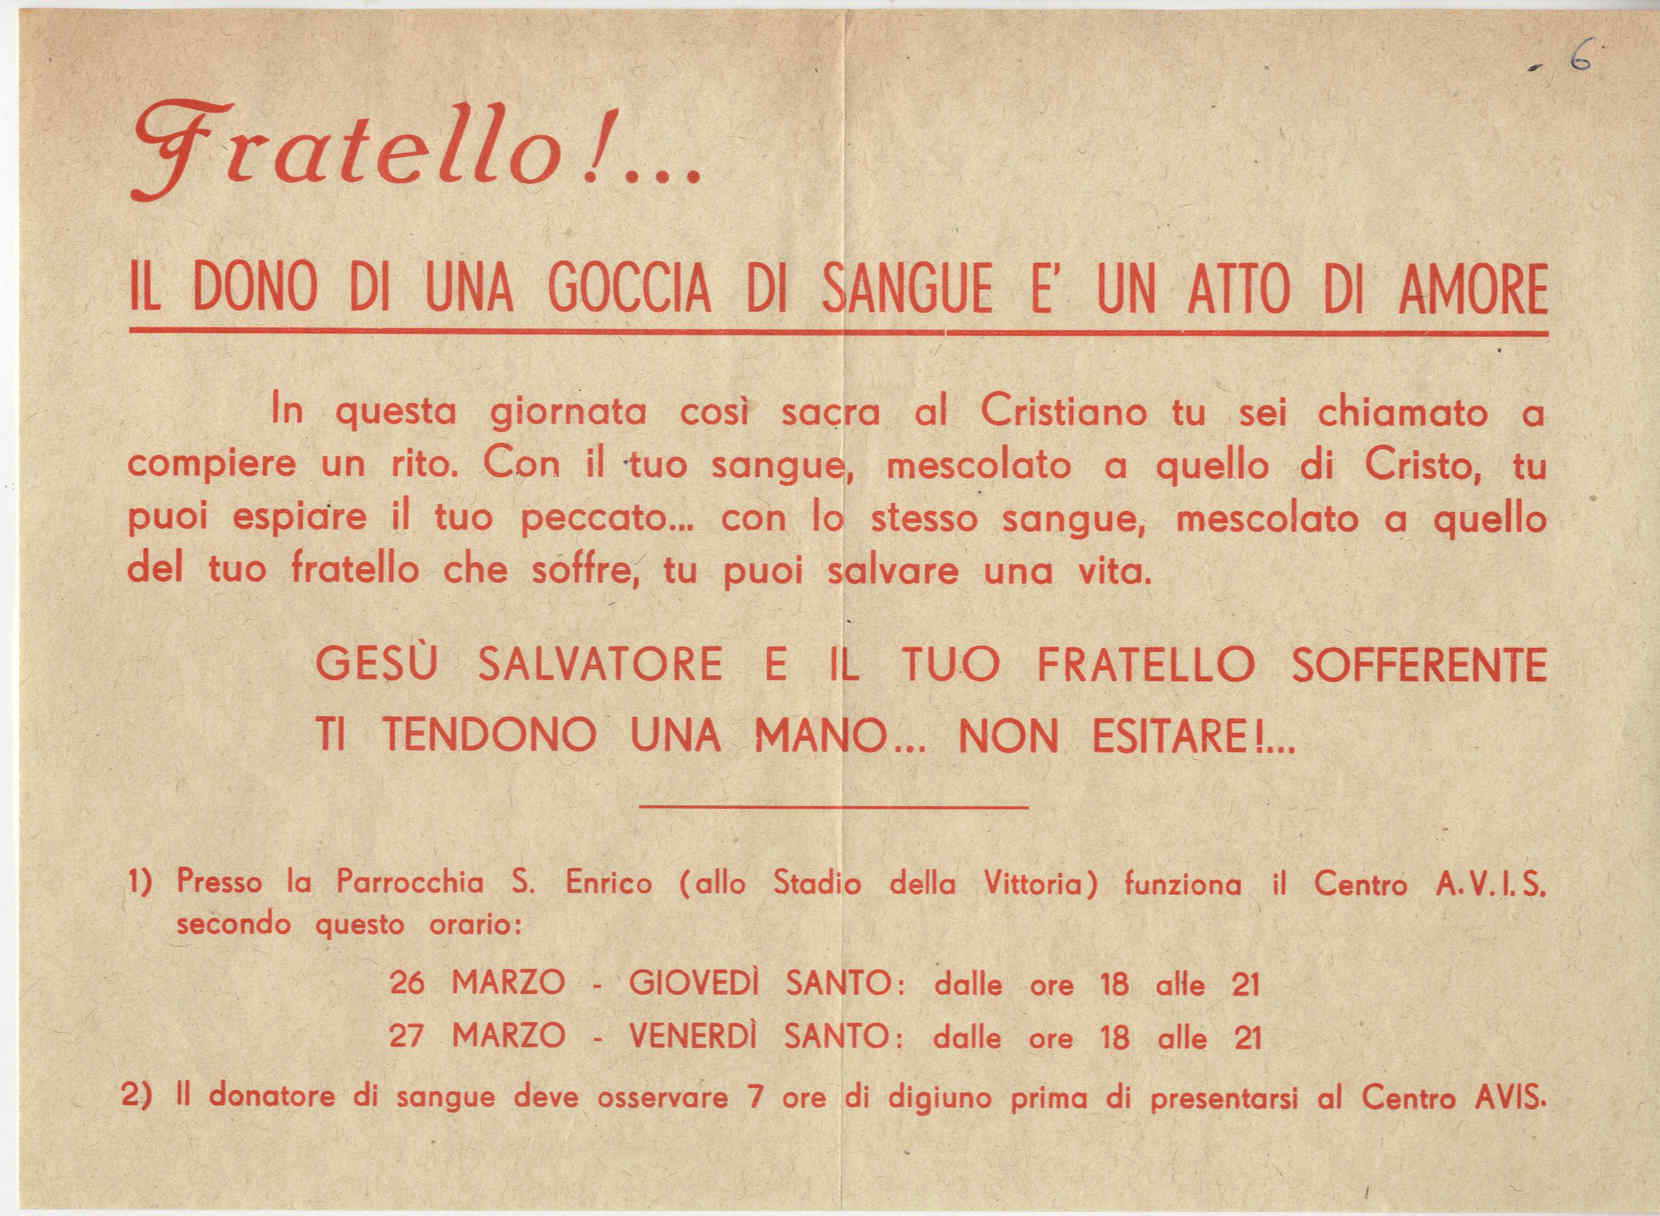 6
Fratello!...
IL DONO DI UNA GOCCIA DI SANGUE E' UN ATTO DI AMORE
In questa giornata così sacra al Cristiano tu sei chiamato a
compiere un rito. Con il tuo sangue, mescolato a quello di Cristo, tu
puoi espiare il tuo peccato... con lo stesso sangue, mescolato a quello
del tuo fratello che soffre, tu puoi salvare una vita.
GESÙ SALVATORE E IL TUO FRATELLO SOFFERENTE
TI TENDONO UNA MANO... NON ESITARE!...
1) Presso la Parrocchia S. Enrico (allo Stadio della Vittoria) funziona il Centro A.V.I.S.
secondo questo orario:
26 MARZO - GIOVEDÌ SANTO: dalle ore 18 alle 21
27 MARZO - VENERDÌ SANTO: dalle ore 18 alle 21
2) Il donatore di sangue deve osservare 7 ore di digiuno prima di presentarsi al Centro AVIS.